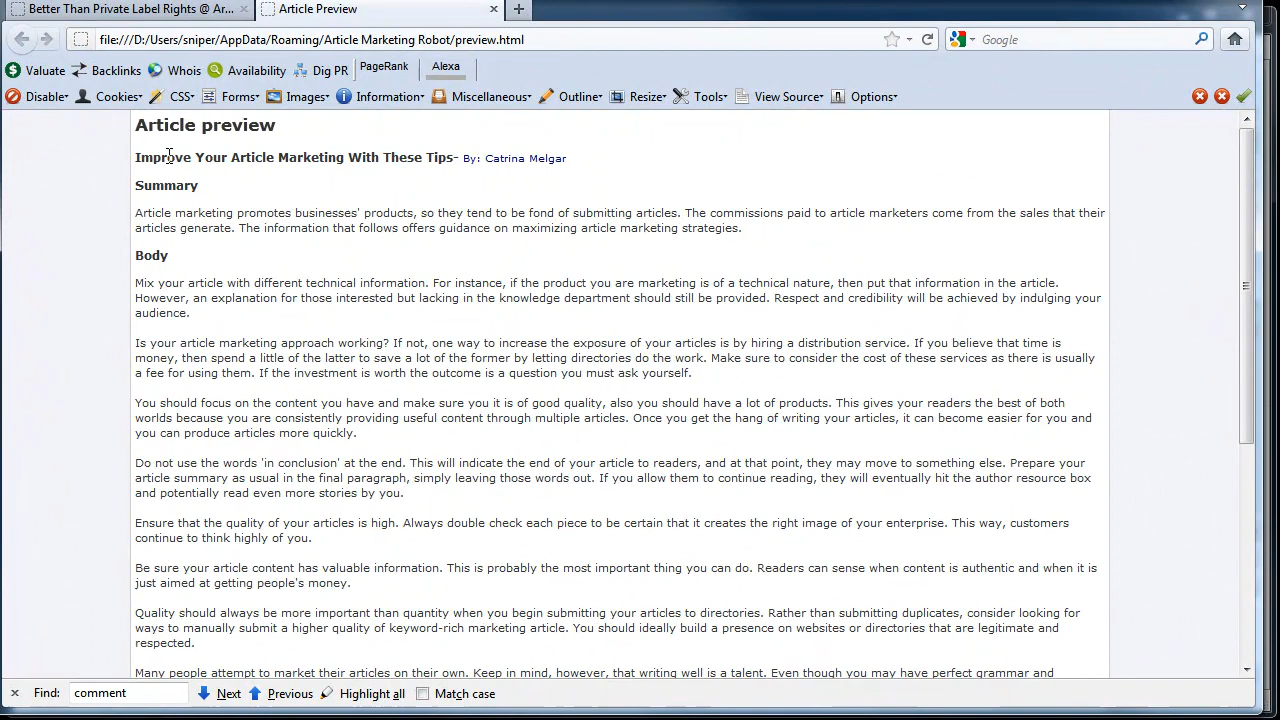 Better Than Private Label Rights @ Ar...
Article Preview
file:///D:/Users/sniper/AppData/Roaming/Article Marketing Robot/preview.html
Google
Valuate Backlinks Whois Availability Dig PR PageRank Alexa
Disable Cookies CSS Forms Images Information Miscellaneous Outline Resize Tools View Source Options
Article preview
Improve Your Article Marketing With These Tips- By: Catrina Melgar
Summary
Article marketing promotes businesses' products, so they tend to be fond of submitting articles. The commissions paid to article marketers come from the sales that their
articles generate. The information that follows offers guidance on maximizing article marketing strategies.
Body
Mix your article with different technical information. For instance, if the product you are marketing is of a technical nature, then put that information in the article.
However, an explanation for those interested but lacking in the knowledge department should still be provided. Respect and credibility will be achieved by indulging your
audience.
Is your article marketing approach working? If not, one way to increase the exposure of your articles is by hiring a distribution service. If you believe that time is
money, then spend a little of the latter to save a lot of the former by letting directories do the work. Make sure to consider the cost of these services as there is usually
a fee for using them. If the investment is worth the outcome is a question you must ask yourself.
You should focus on the content you have and make sure you it is of good quality, also you should have a lot of products. This gives your readers the best of both
worlds because you are consistently providing useful content through multiple articles. Once you get the hang of writing your articles, it can become easier for you and
you can produce articles more quickly.
Do not use the words 'in conclusion' at the end. This will indicate the end of your article to readers, and at that point, they may move to something else. Prepare your
article summary as usual in the final paragraph, simply leaving those words out. If you allow them to continue reading, they will eventually hit the author resource box
and potentially read even more stories by you.
Ensure that the quality of your articles is high. Always double check each piece to be certain that it creates the right image of your enterprise. This way, customers
continue to think highly of you.
Be sure your article content has valuable information. This is probably the most important thing you can do. Readers can sense when content is authentic and when it is
just aimed at getting people's money.
Quality should always be more important than quantity when you begin submitting your articles to directories. Rather than submitting duplicates, consider looking for
ways to manually submit a higher quality of keyword-rich marketing article. You should ideally build a presence on websites or directories that are legitimate and
respected.
Many people attempt to market their articles on their own. Keep in mind, however, that writing well is a talent. Even though you may have perfect grammar and
Find: comment Next Previous Highlight all Match case